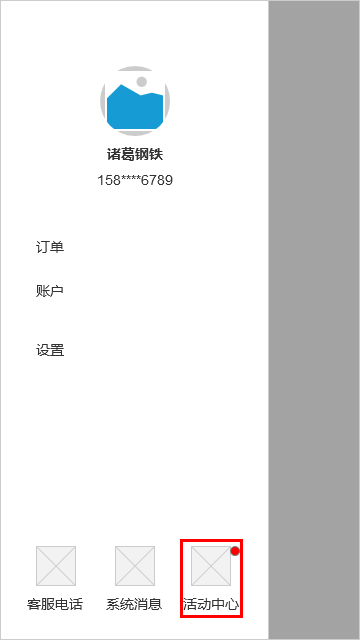 诸葛钢铁
158****6789
订单
账户
设置
客服电话 系统消息 活动中心